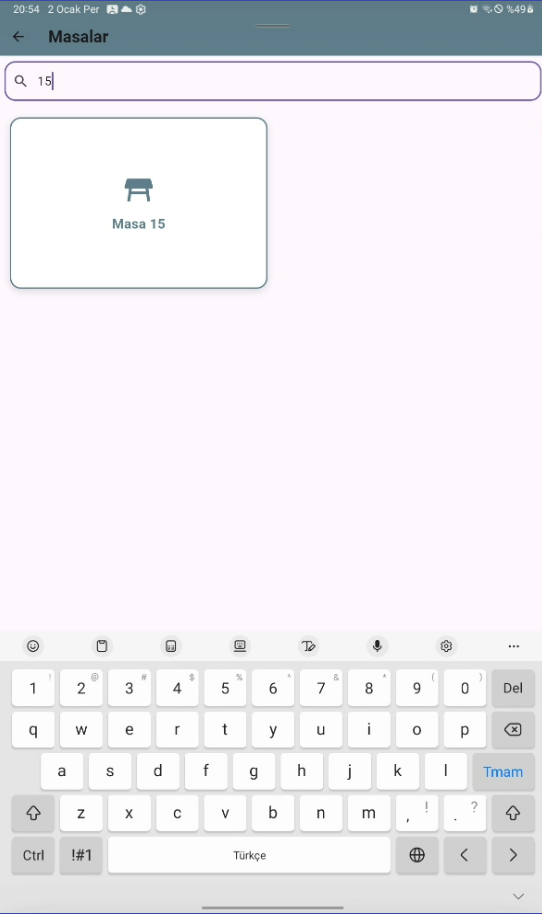 20:54 2 Ocak Per %49
Masalar
15
Masa 15
! @ # $ % ^ & * ( )
1 2 3 4 5 6 7 8 9 0 Del
q w e r t y u i o p
a s d f g h j k l Tmam
z x c v b n m , ! . ?
Ctrl !#1 Türkçe